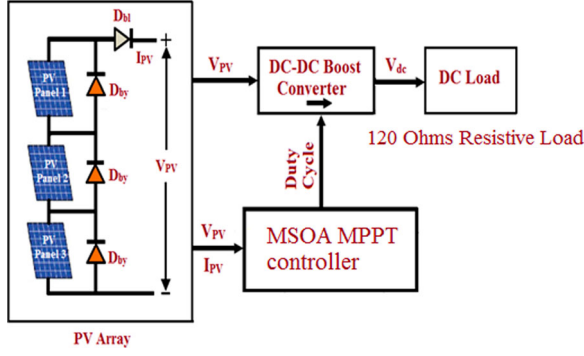 Dbl
IPV
+
PV
Panel 1
Dby
PV
Panel 2
Dby
VPV
PV
Panel 3
Dby
-
PV Array
VPV
DC-DC Boost
Converter
Vdc
DC Load
120 Ohms Resistive Load
Duty
Cycle
VPV
IPV
MSOA MPPT
controller